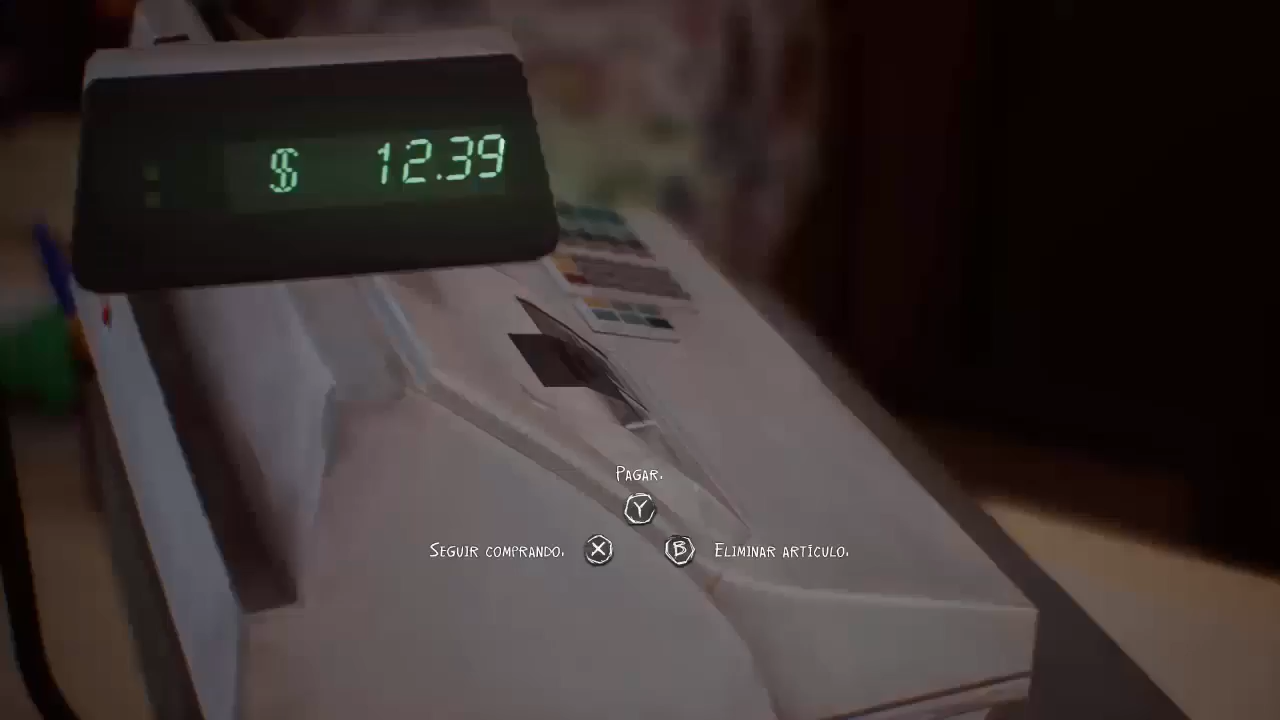 $ 12.39
PAGAR.
Y
SEGUIR COMPRANDO. X B ELIMINAR ARTÍCULO.